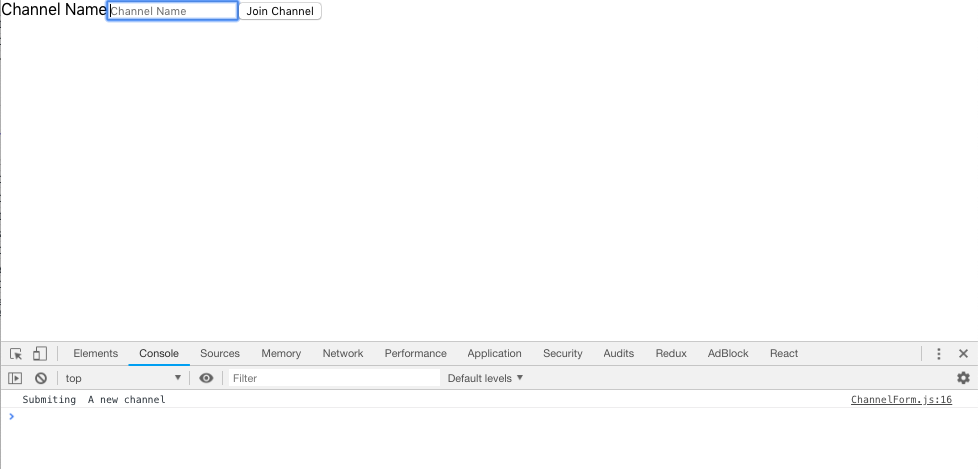 Channel Name Channel Name Join Channel
Elements Console Sources Memory Network Performance Application Security Audits Redux AdBlock React
top Filter Default levels
Submiting  A new channel ChannelForm.js:16